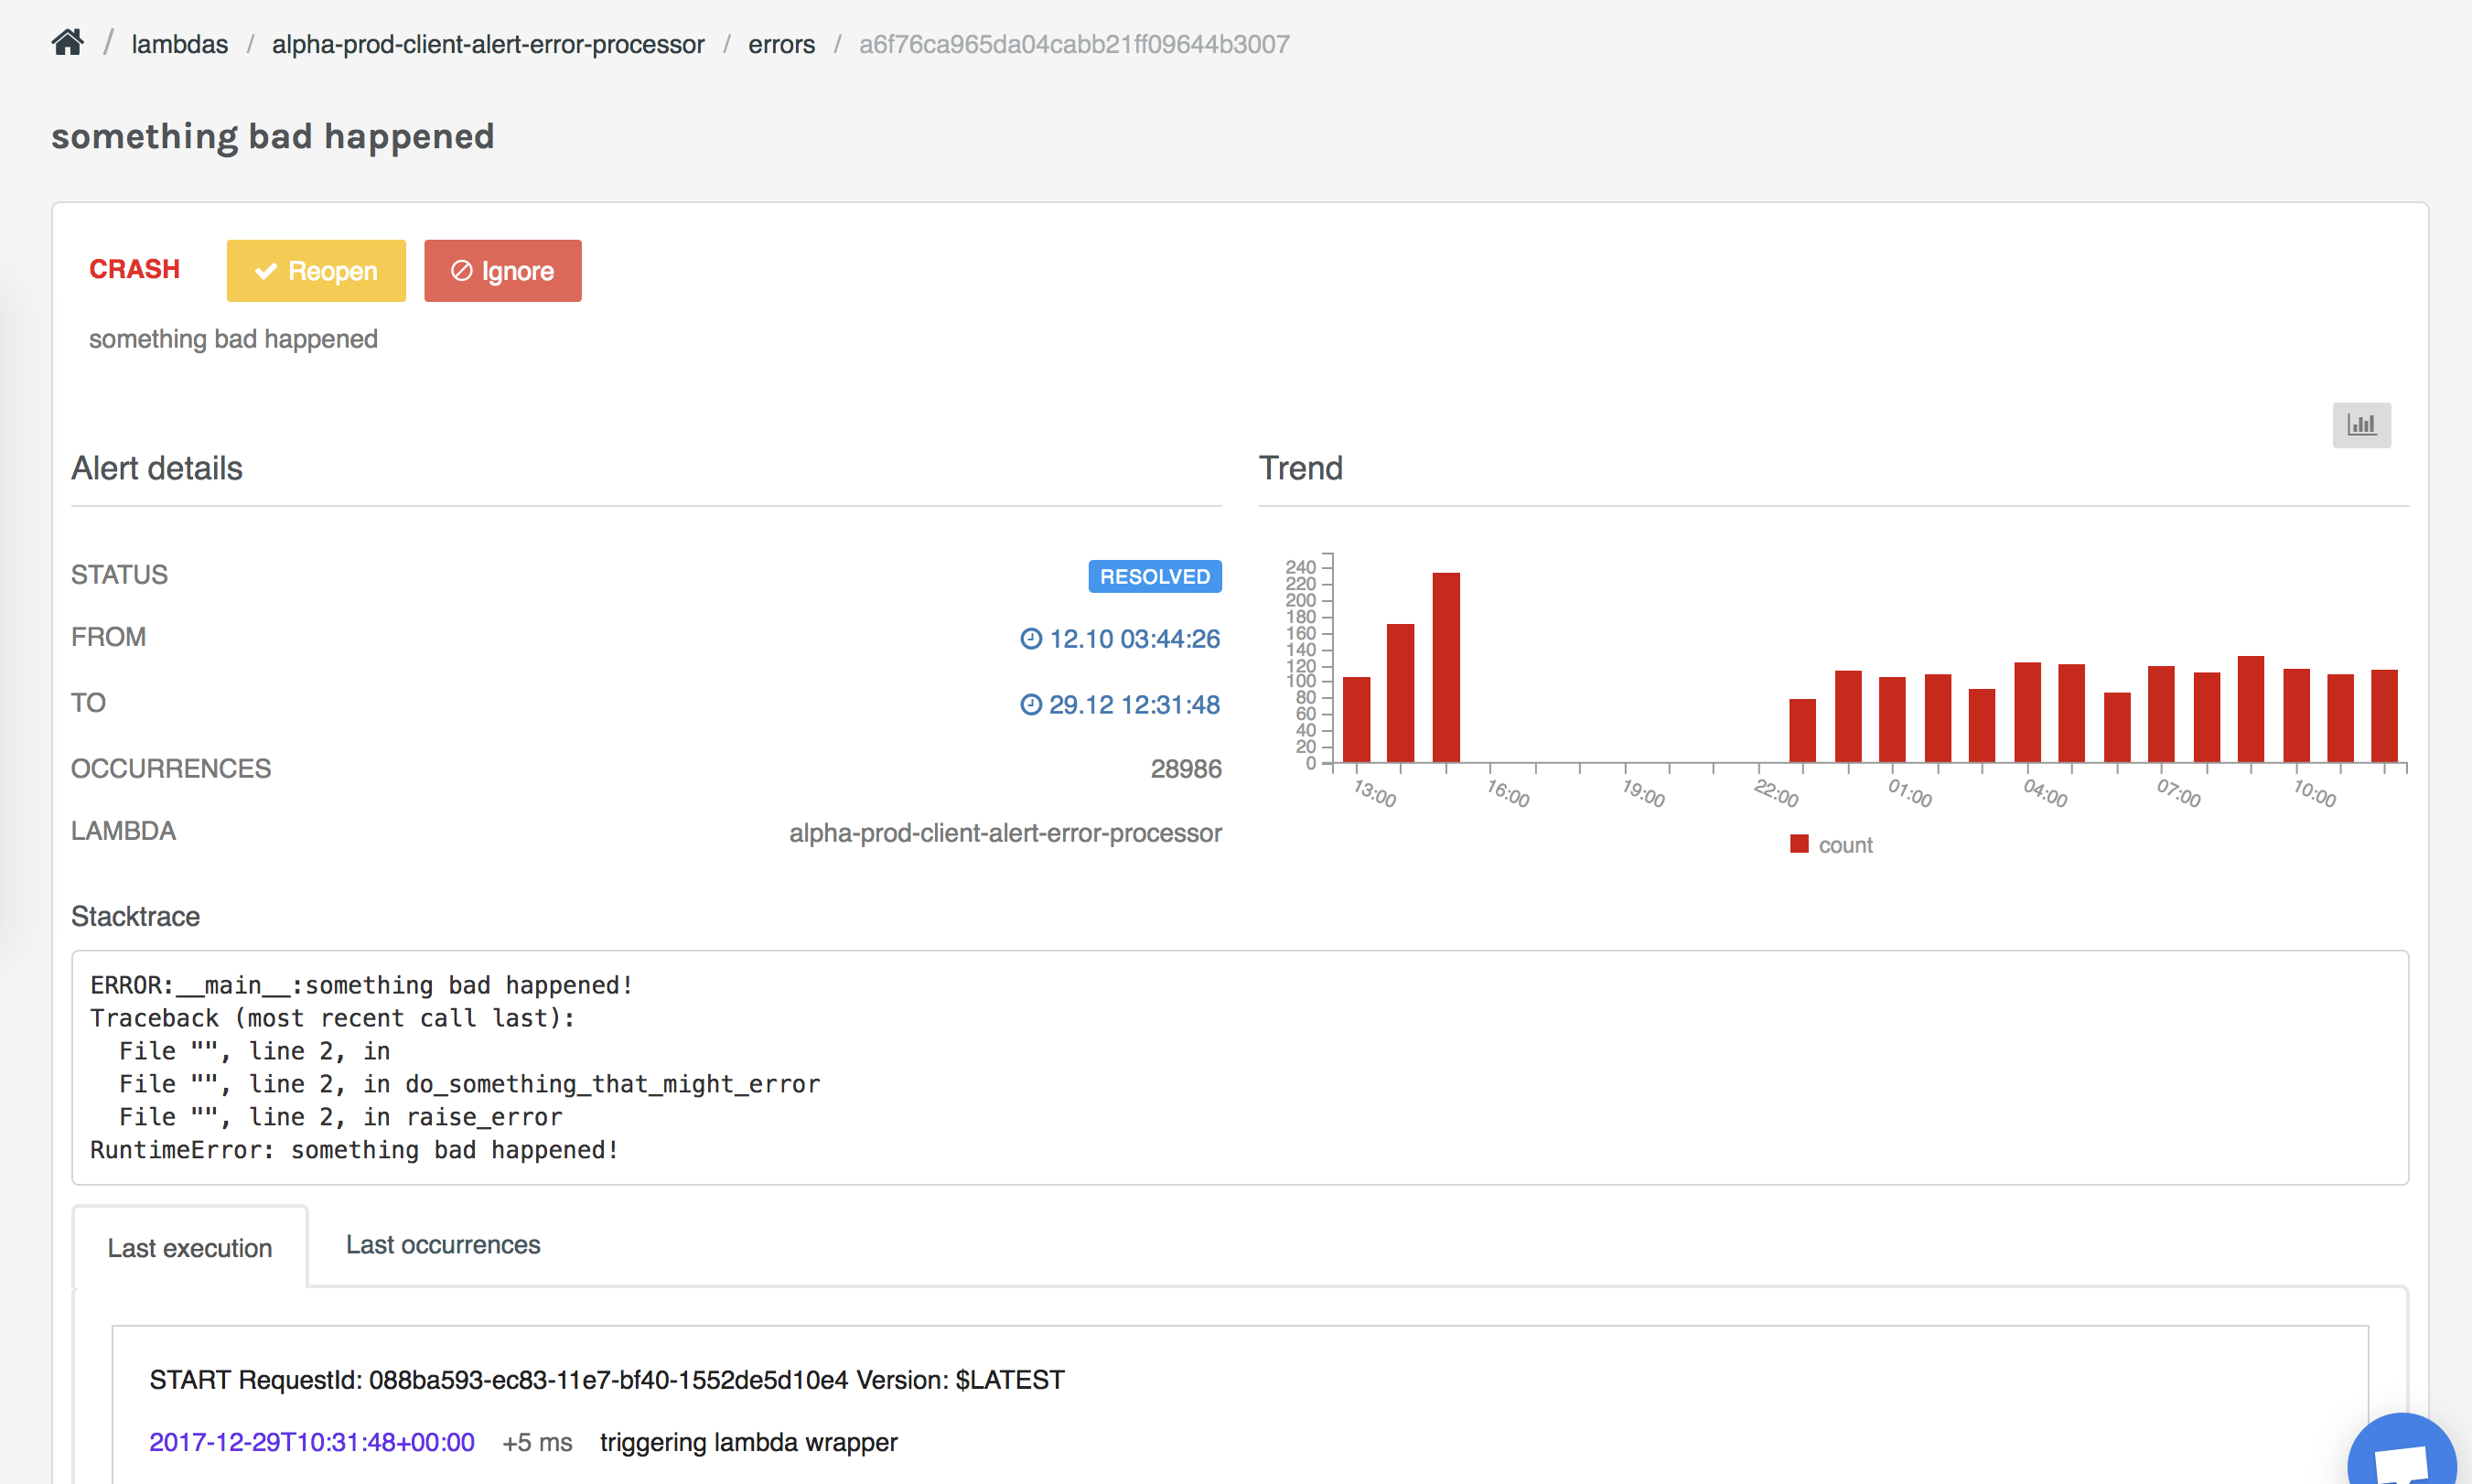 / lambdas / alpha-prod-client-alert-error-processor / errors / a6f76ca965da04cabb21ff09644b3007
something bad happened
CRASH
Reopen
Ignore
something bad happened
Alert details
STATUS
RESOLVED
FROM
12.10 03:44:26
TO
29.12 12:31:48
OCCURRENCES
28986
LAMBDA
alpha-prod-client-alert-error-processor
Trend
240
220
200
180
160
140
120
100
80
60
40
20
0
13:00
16:00
19:00
22:00
01:00
04:00
07:00
10:00
count
Stacktrace
ERROR:__main__:something bad happened!
Traceback (most recent call last):
  File "", line 2, in
  File "", line 2, in do_something_that_might_error
  File "", line 2, in raise_error
RuntimeError: something bad happened!
Last execution
Last occurrences
START RequestId: 088ba593-ec83-11e7-bf40-1552de5d10e4 Version: $LATEST
2017-12-29T10:31:48+00:00 +5 ms triggering lambda wrapper